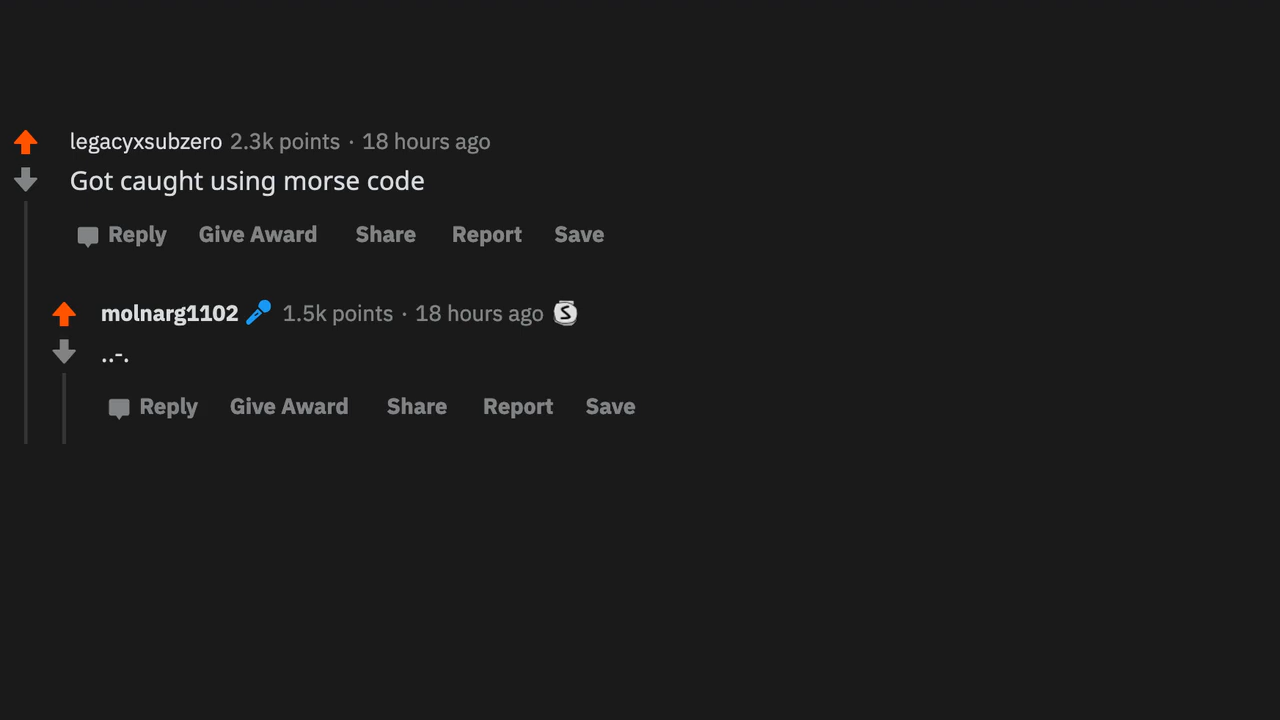 legacyxsubzero 2.3k points · 18 hours ago
Got caught using morse code
Reply Give Award Share Report Save
molnarg1102 1.5k points · 18 hours ago S
..-.
Reply Give Award Share Report Save